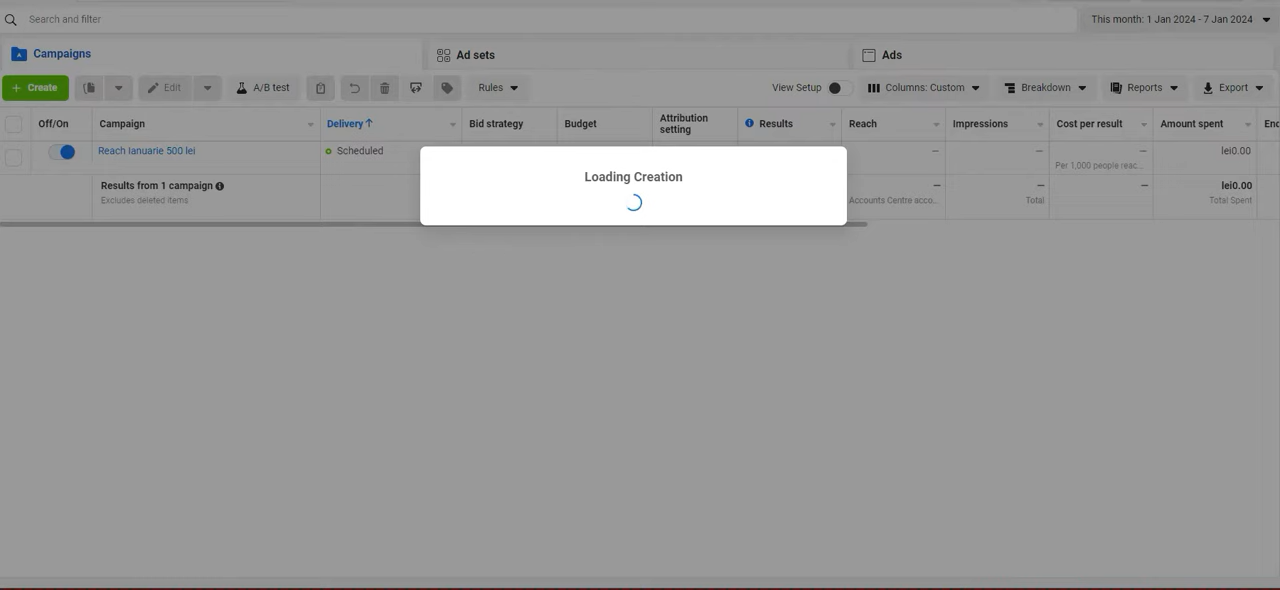 Search and filter
This month: 1 Jan 2024 - 7 Jan 2024
Campaigns
Ad sets
Ads
Create
Edit
A/B test
Rules
View Setup
Columns: Custom
Breakdown
Reports
Export
Off/On
Campaign
Delivery
Bid strategy
Budget
Attribution
setting
Results
Reach
Impressions
Cost per result
Amount spent
Reach Ianuarie 500 lei
Scheduled
—
—
—
lei0.00
Per 1,000 people reac...
Loading Creation
Results from 1 campaign
—
—
—
lei0.00
Excludes deleted items
Accounts Centre acco...
Total
Total Spent